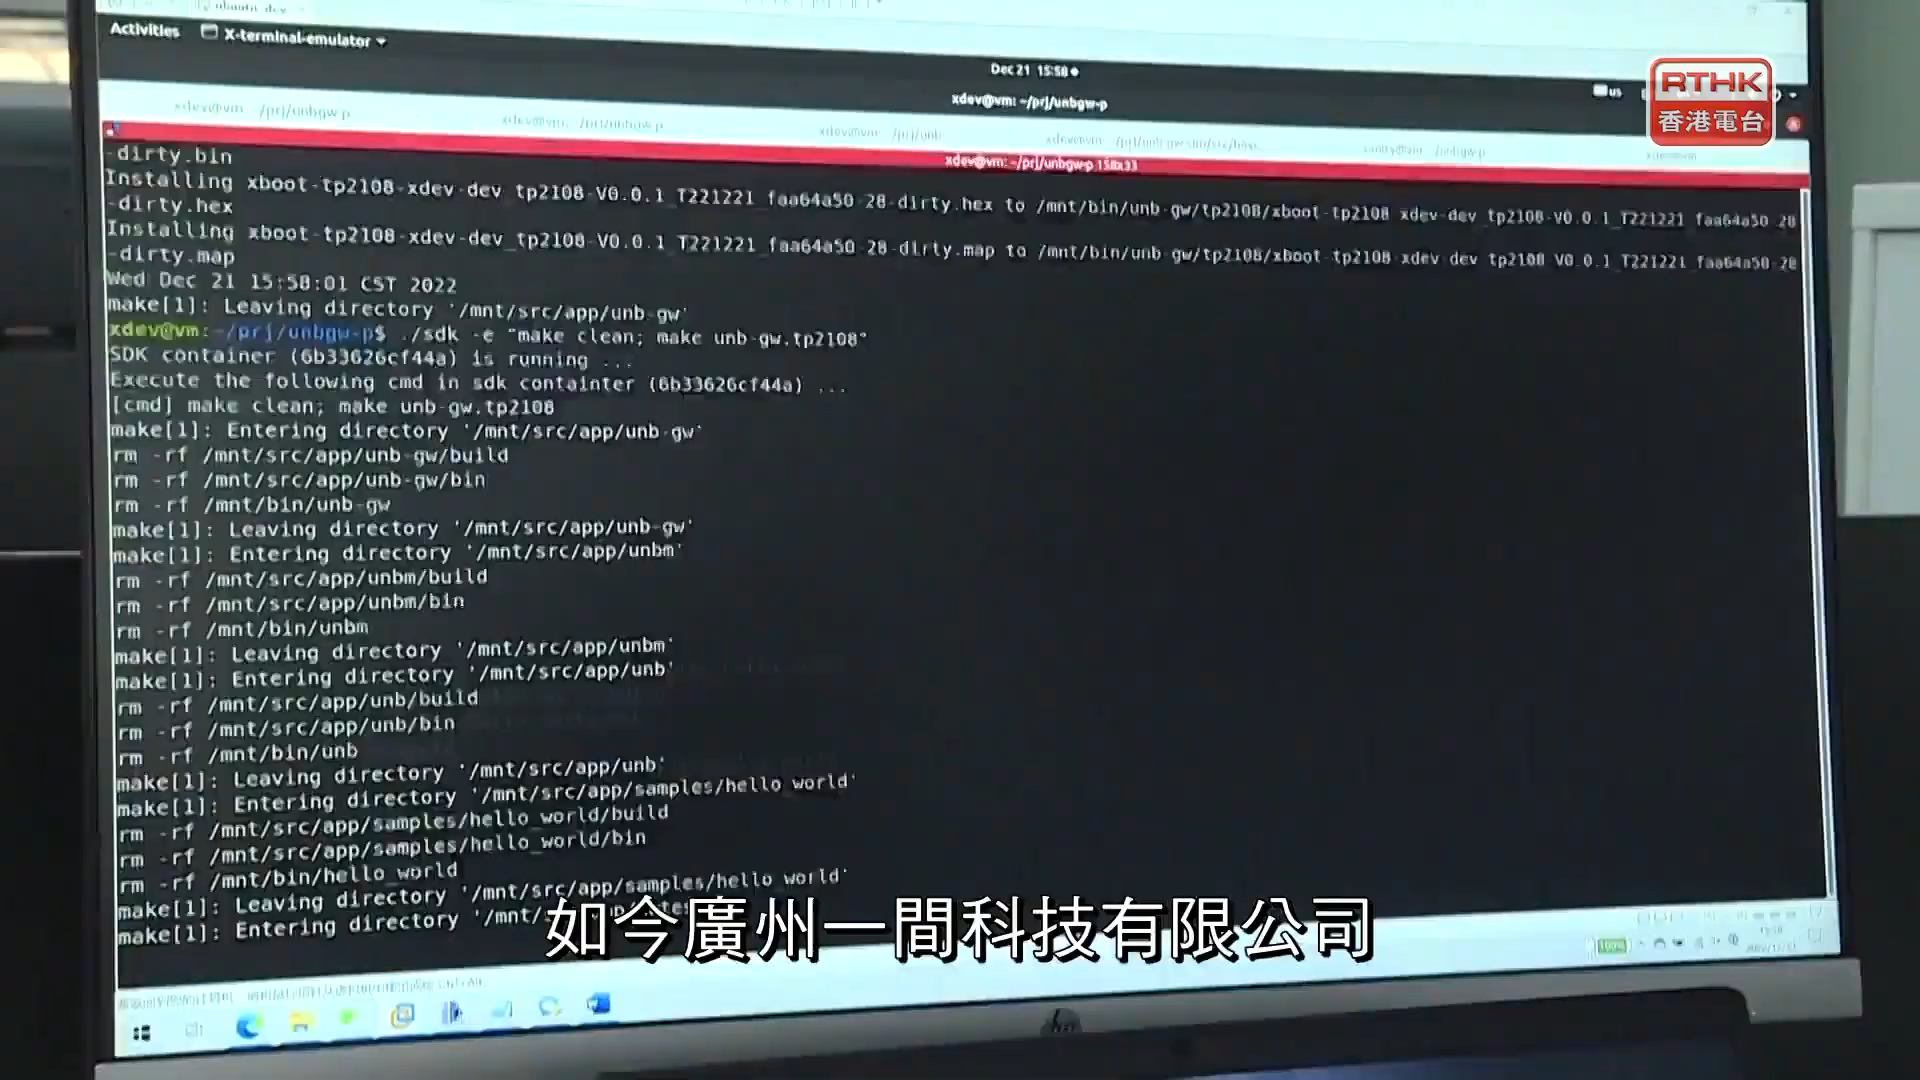 Activities
X-terminal-emulator
Dec 21 15:58
us
xdev@vm: ~/prj/unbgw-p
RTHK
香港電台
xdev@vm: ~/prj/unbgw-p
xdev@vm: ~/prj/unbgw-p 158x33
-dirty.bin
Installing xboot-tp2108-xdev-dev_tp2108-V0.0.1_T221221_faa64a50-28-dirty.hex to /mnt/bin/unb-gw/tp2108/xboot-tp2108-xdev-dev_tp2108-V0.0.1_T221221_faa64a50-28
-dirty.hex
Installing xboot-tp2108-xdev-dev_tp2108-V0.0.1_T221221_faa64a50-28-dirty.map to /mnt/bin/unb-gw/tp2108/xboot-tp2108-xdev-dev_tp2108-V0.0.1_T221221_faa64a50-28
-dirty.map
Wed Dec 21 15:58:01 CST 2022
make[1]: Leaving directory '/mnt/src/app/unb-gw'
xdev@vm:~/prj/unbgw-p$ ./sdk -e "make clean; make unb-gw.tp2108"
SDK container (6b33626cf44a) is running ...
Execute the following cmd in sdk containter (6b33626cf44a) ...
[cmd] make clean; make unb-gw.tp2108
make[1]: Entering directory '/mnt/src/app/unb-gw'
rm -rf /mnt/src/app/unb-gw/build
rm -rf /mnt/src/app/unb-gw/bin
rm -rf /mnt/bin/unb-gw
make[1]: Leaving directory '/mnt/src/app/unb-gw'
make[1]: Entering directory '/mnt/src/app/unbm'
rm -rf /mnt/src/app/unbm/build
rm -rf /mnt/src/app/unbm/bin
rm -rf /mnt/bin/unbm
make[1]: Leaving directory '/mnt/src/app/unbm'
make[1]: Entering directory '/mnt/src/app/unb'
rm -rf /mnt/src/app/unb/build
rm -rf /mnt/src/app/unb/bin
rm -rf /mnt/bin/unb
make[1]: Leaving directory '/mnt/src/app/unb'
make[1]: Entering directory '/mnt/src/app/samples/hello_world'
rm -rf /mnt/src/app/samples/hello_world/build
rm -rf /mnt/src/app/samples/hello_world/bin
rm -rf /mnt/bin/hello_world
make[1]: Leaving directory '/mnt/src/app/samples/hello_world'
make[1]: Entering directory '/mnt/
如今廣州一間科技有限公司
100%
hp